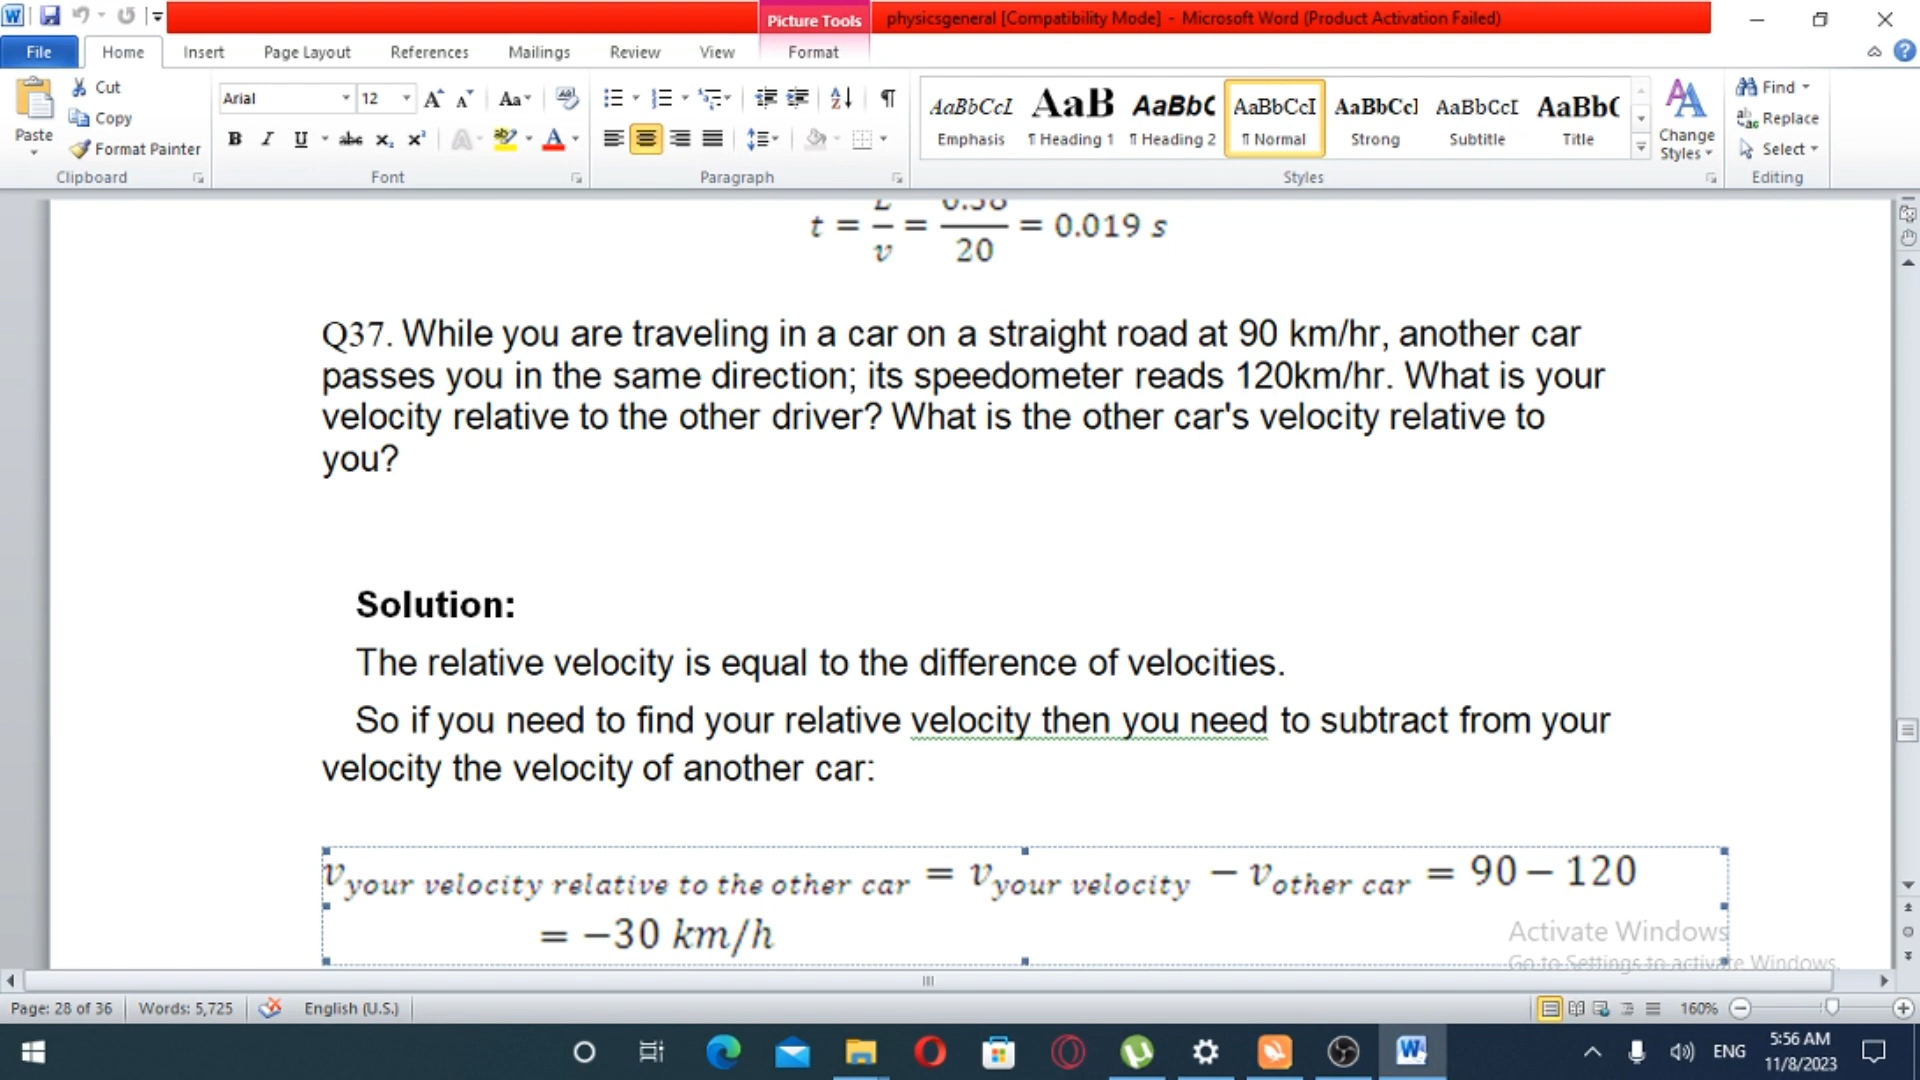 Picture Tools
physicsgeneral [Compatibility Mode] - Microsoft Word (Product Activation Failed)
File Home Insert Page Layout References Mailings Review View Format
Paste
Cut
Copy
Format Painter
Clipboard
Arial 12
Font
Paragraph
AaBbCcI AaB AaBbC AaBbCcI AaBbCcI AaBbCcI AaBb(
Emphasis ¶ Heading 1 ¶ Heading 2 ¶ Normal Strong Subtitle Title
Change Styles
Styles
Find
Replace
Select
Editing
t = L/v = 0.38/20 = 0.019 s
Q37. While you are traveling in a car on a straight road at 90 km/hr, another car
passes you in the same direction; its speedometer reads 120km/hr. What is your
velocity relative to the other driver? What is the other car's velocity relative to
you?
Solution:
The relative velocity is equal to the difference of velocities.
So if you need to find your relative velocity then you need to subtract from your
velocity the velocity of another car:
v your velocity relative to the other car = v your velocity − v other car = 90 − 120
= −30 km/h
Activate Windows
Go to Settings to activate Windows.
Page: 28 of 36 Words: 5,725 English (U.S.) 160%
ENG
5:56 AM
11/8/2023